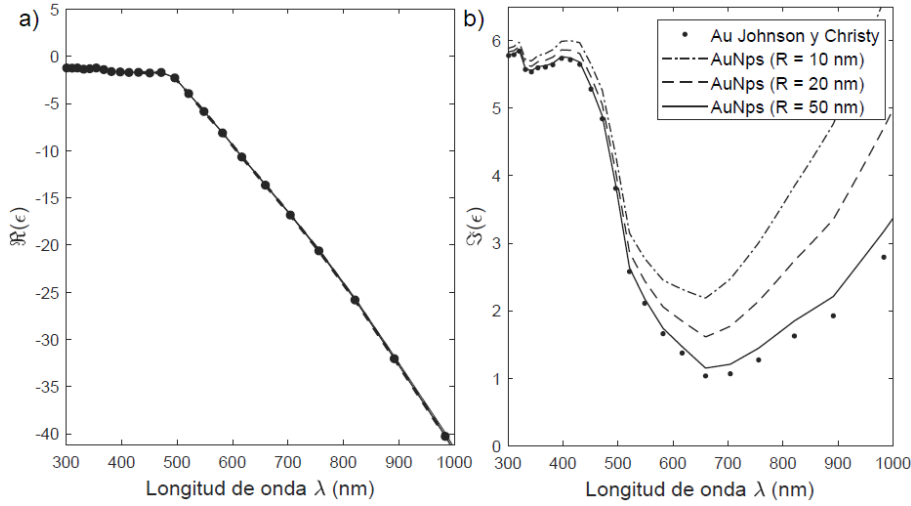 a)
5
0
-5
-10
-15
-20
-25
-30
-35
-40
ℜ(ϵ)
300 400 500 600 700 800 900 1000
Longitud de onda λ (nm)
b)
Au Johnson y Christy
AuNps (R = 10 nm)
AuNps (R = 20 nm)
AuNps (R = 50 nm)
6
5
4
3
2
1
0
ℑ(ϵ)
300 400 500 600 700 800 900 1000
Longitud de onda λ (nm)